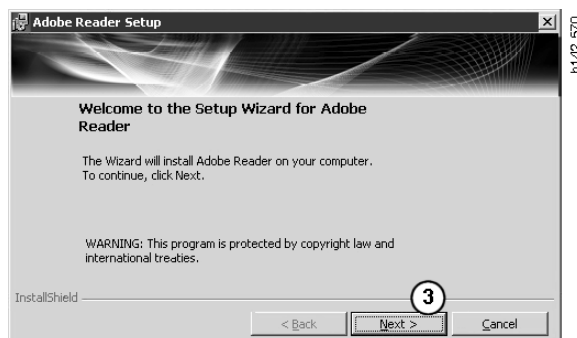 Adobe Reader Setup
Welcome to the Setup Wizard for Adobe
Reader
The Wizard will install Adobe Reader on your computer.
To continue, click Next.
WARNING: This program is protected by copyright law and
international treaties.
InstallShield
3
< Back
Next >
Cancel